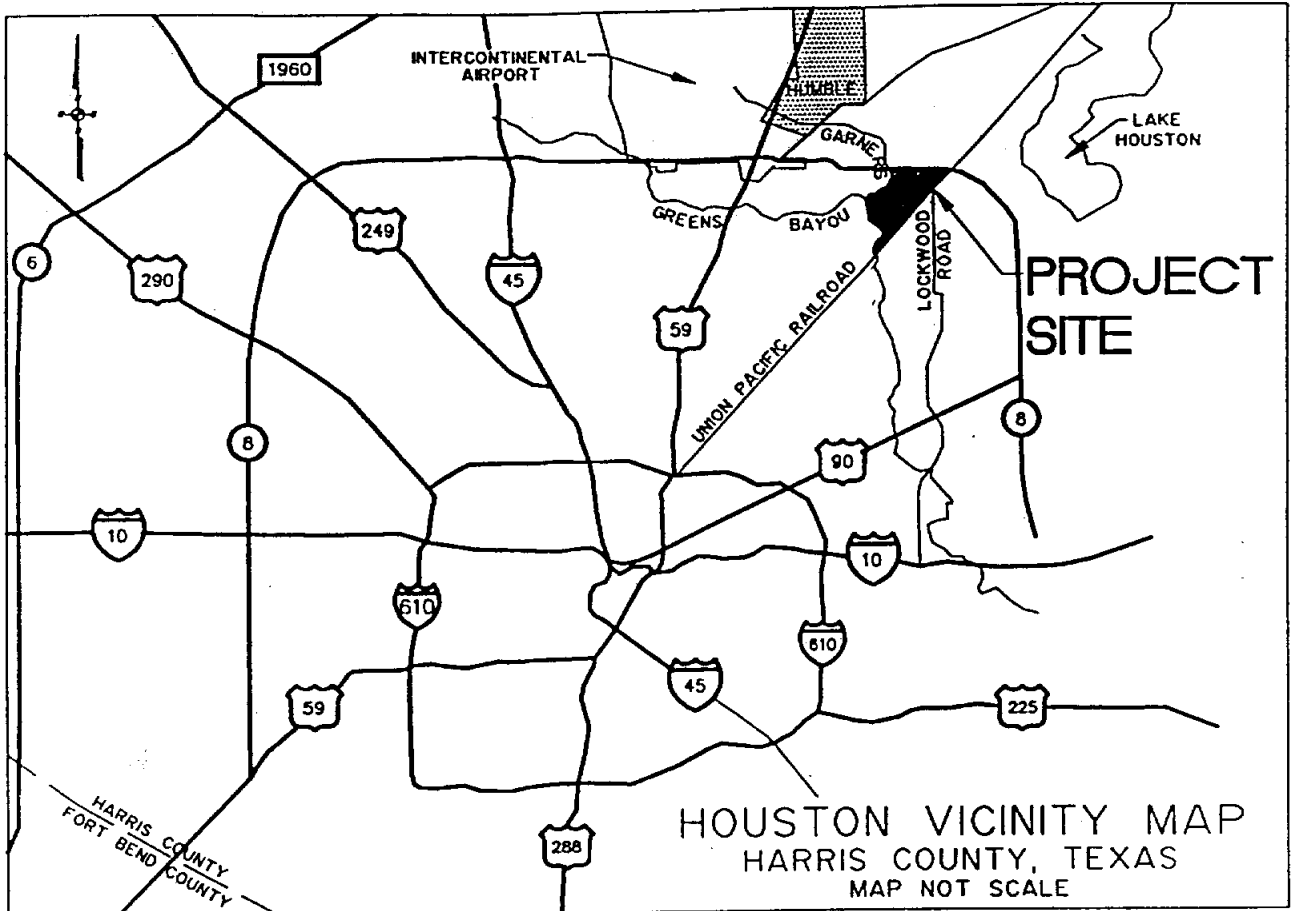 1960
INTERCONTINENTAL
AIRPORT
HUMBLE
GARNERS
LAKE
HOUSTON
GREENS BAYOU
249
6
290
45
59
LOCKWOOD
ROAD
PROJECT
SITE
UNION PACIFIC RAILROAD
8
8
90
10
10
610
610
45
59
225
288
HARRIS COUNTY
FORT BEND COUNTY
HOUSTON VICINITY MAP
HARRIS COUNTY, TEXAS
MAP NOT SCALE